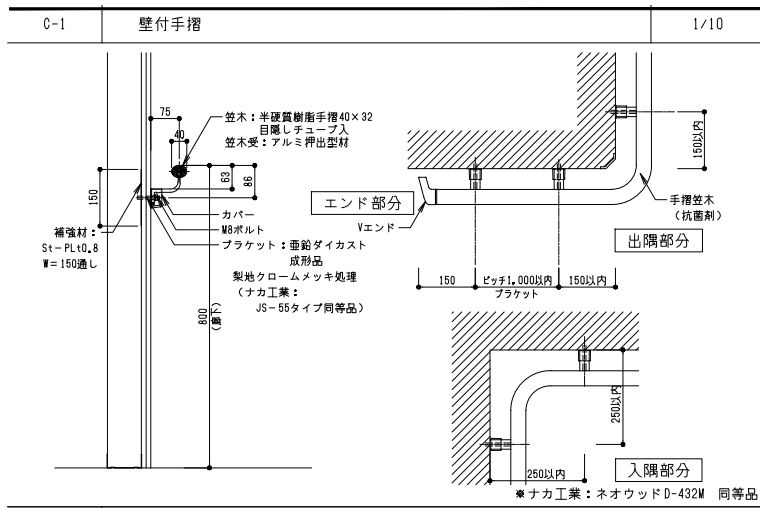 C-1
壁付手摺
1/10
75
40
笠木：半硬質樹脂手摺40×32
目隠しチューブ入
笠木受：アルミ押出型材
150
63
86
カバー
M8ボルト
ブラケット：亜鉛ダイカスト
成形品
梨地クロームメッキ処理
（ナカ工業：
JS-55タイプ同等品）
補強材：
St-PLt0.8
W=150通し
800
（廊下）
エンド部分
Vエンド
150以内
手摺笠木
（抗菌剤）
出隅部分
150
ピッチ1,000以内
ブラケット
150以内
250以内
250以内
入隅部分
※ナカ工業：ネオウッドD-432M 同等品